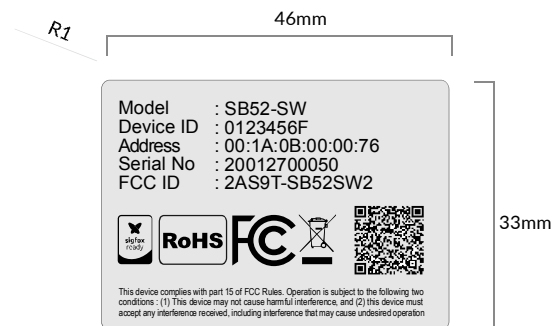 46mm
R1
Model : SB52-SW
Device ID : 0123456F
Address : 00:1A:0B:00:00:76
Serial No : 20012700050
FCC ID : 2AS9T-SB52SW2
33mm
sigfox
ready
RoHS
FC
This device complies with part 15 of FCC Rules. Operation is subject to the following two
conditions : (1) This device may not cause harmful interference, and (2) this device must
accept any interference received, including interference that may cause undesired operation